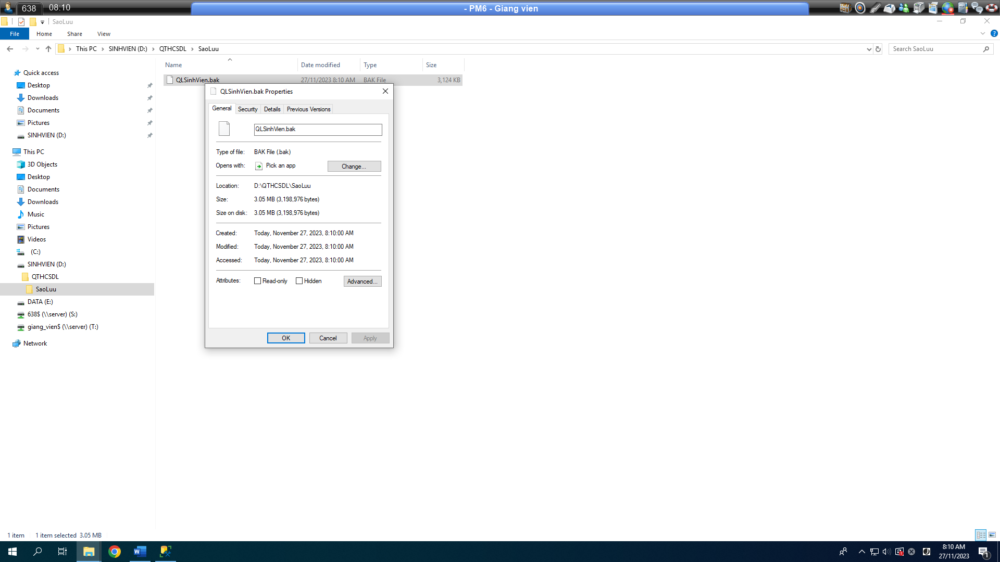 638 08:10 - PM6 - Giang vien
SaoLuu
File Home Share View
This PC SINHVIEN (D:) QTHCSDL SaoLuu Search SaoLuu
Name Date modified Type Size
QLSinhVien.bak 27/11/2023 8:10 AM BAK File 3,124 KB
Quick access
Desktop
Downloads
Documents
Pictures
SINHVIEN (D:)
This PC
3D Objects
Desktop
Documents
Downloads
Music
Pictures
Videos
(C:)
SINHVIEN (D:)
QTHCSDL
SaoLuu
DATA (E:)
638$ (\\server) (S:)
giang_vien$ (\\server) (T:)
Network
QLSinhVien.bak Properties
General Security Details Previous Versions
QLSinhVien.bak
Type of file: BAK File (.bak)
Opens with: Pick an app Change...
Location: D:\QTHCSDL\SaoLuu
Size: 3.05 MB (3,198,976 bytes)
Size on disk: 3.05 MB (3,198,976 bytes)
Created: Today, November 27, 2023, 8:10:00 AM
Modified: Today, November 27, 2023, 8:10:00 AM
Accessed: Today, November 27, 2023, 8:10:00 AM
Attributes: Read-only Hidden Advanced...
OK Cancel Apply
1 item 1 item selected 3.05 MB
8:10 AM
27/11/2023
1